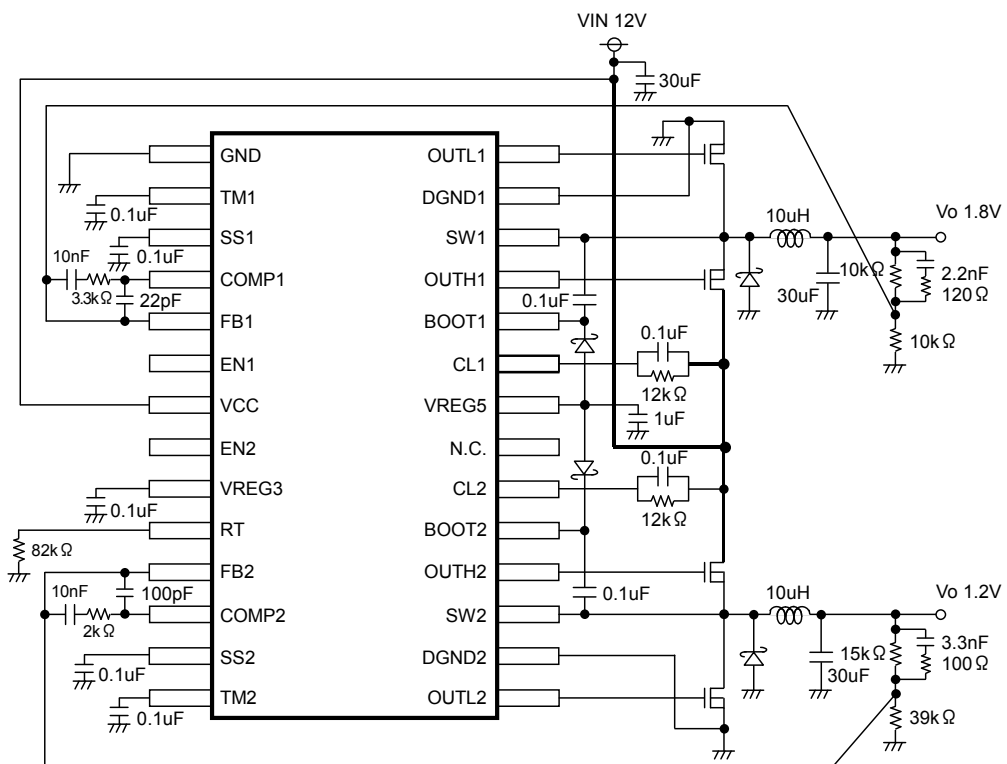 VIN 12V
30uF
GND
TM1
0.1uF
SS1
0.1uF
10nF
3.3kΩ
COMP1
22pF
FB1
EN1
VCC
EN2
VREG3
0.1uF
RT
82kΩ
FB2
10nF
100pF
COMP2
2kΩ
SS2
0.1uF
TM2
0.1uF
OUTL1
DGND1
SW1
OUTH1
BOOT1
CL1
VREG5
N.C.
CL2
BOOT2
OUTH2
SW2
DGND2
OUTL2
0.1uF
0.1uF
12kΩ
1uF
0.1uF
12kΩ
0.1uF
10uH
Vo 1.8V
10kΩ
2.2nF
120Ω
30uF
10kΩ
10uH
Vo 1.2V
15kΩ
3.3nF
100Ω
30uF
39kΩ